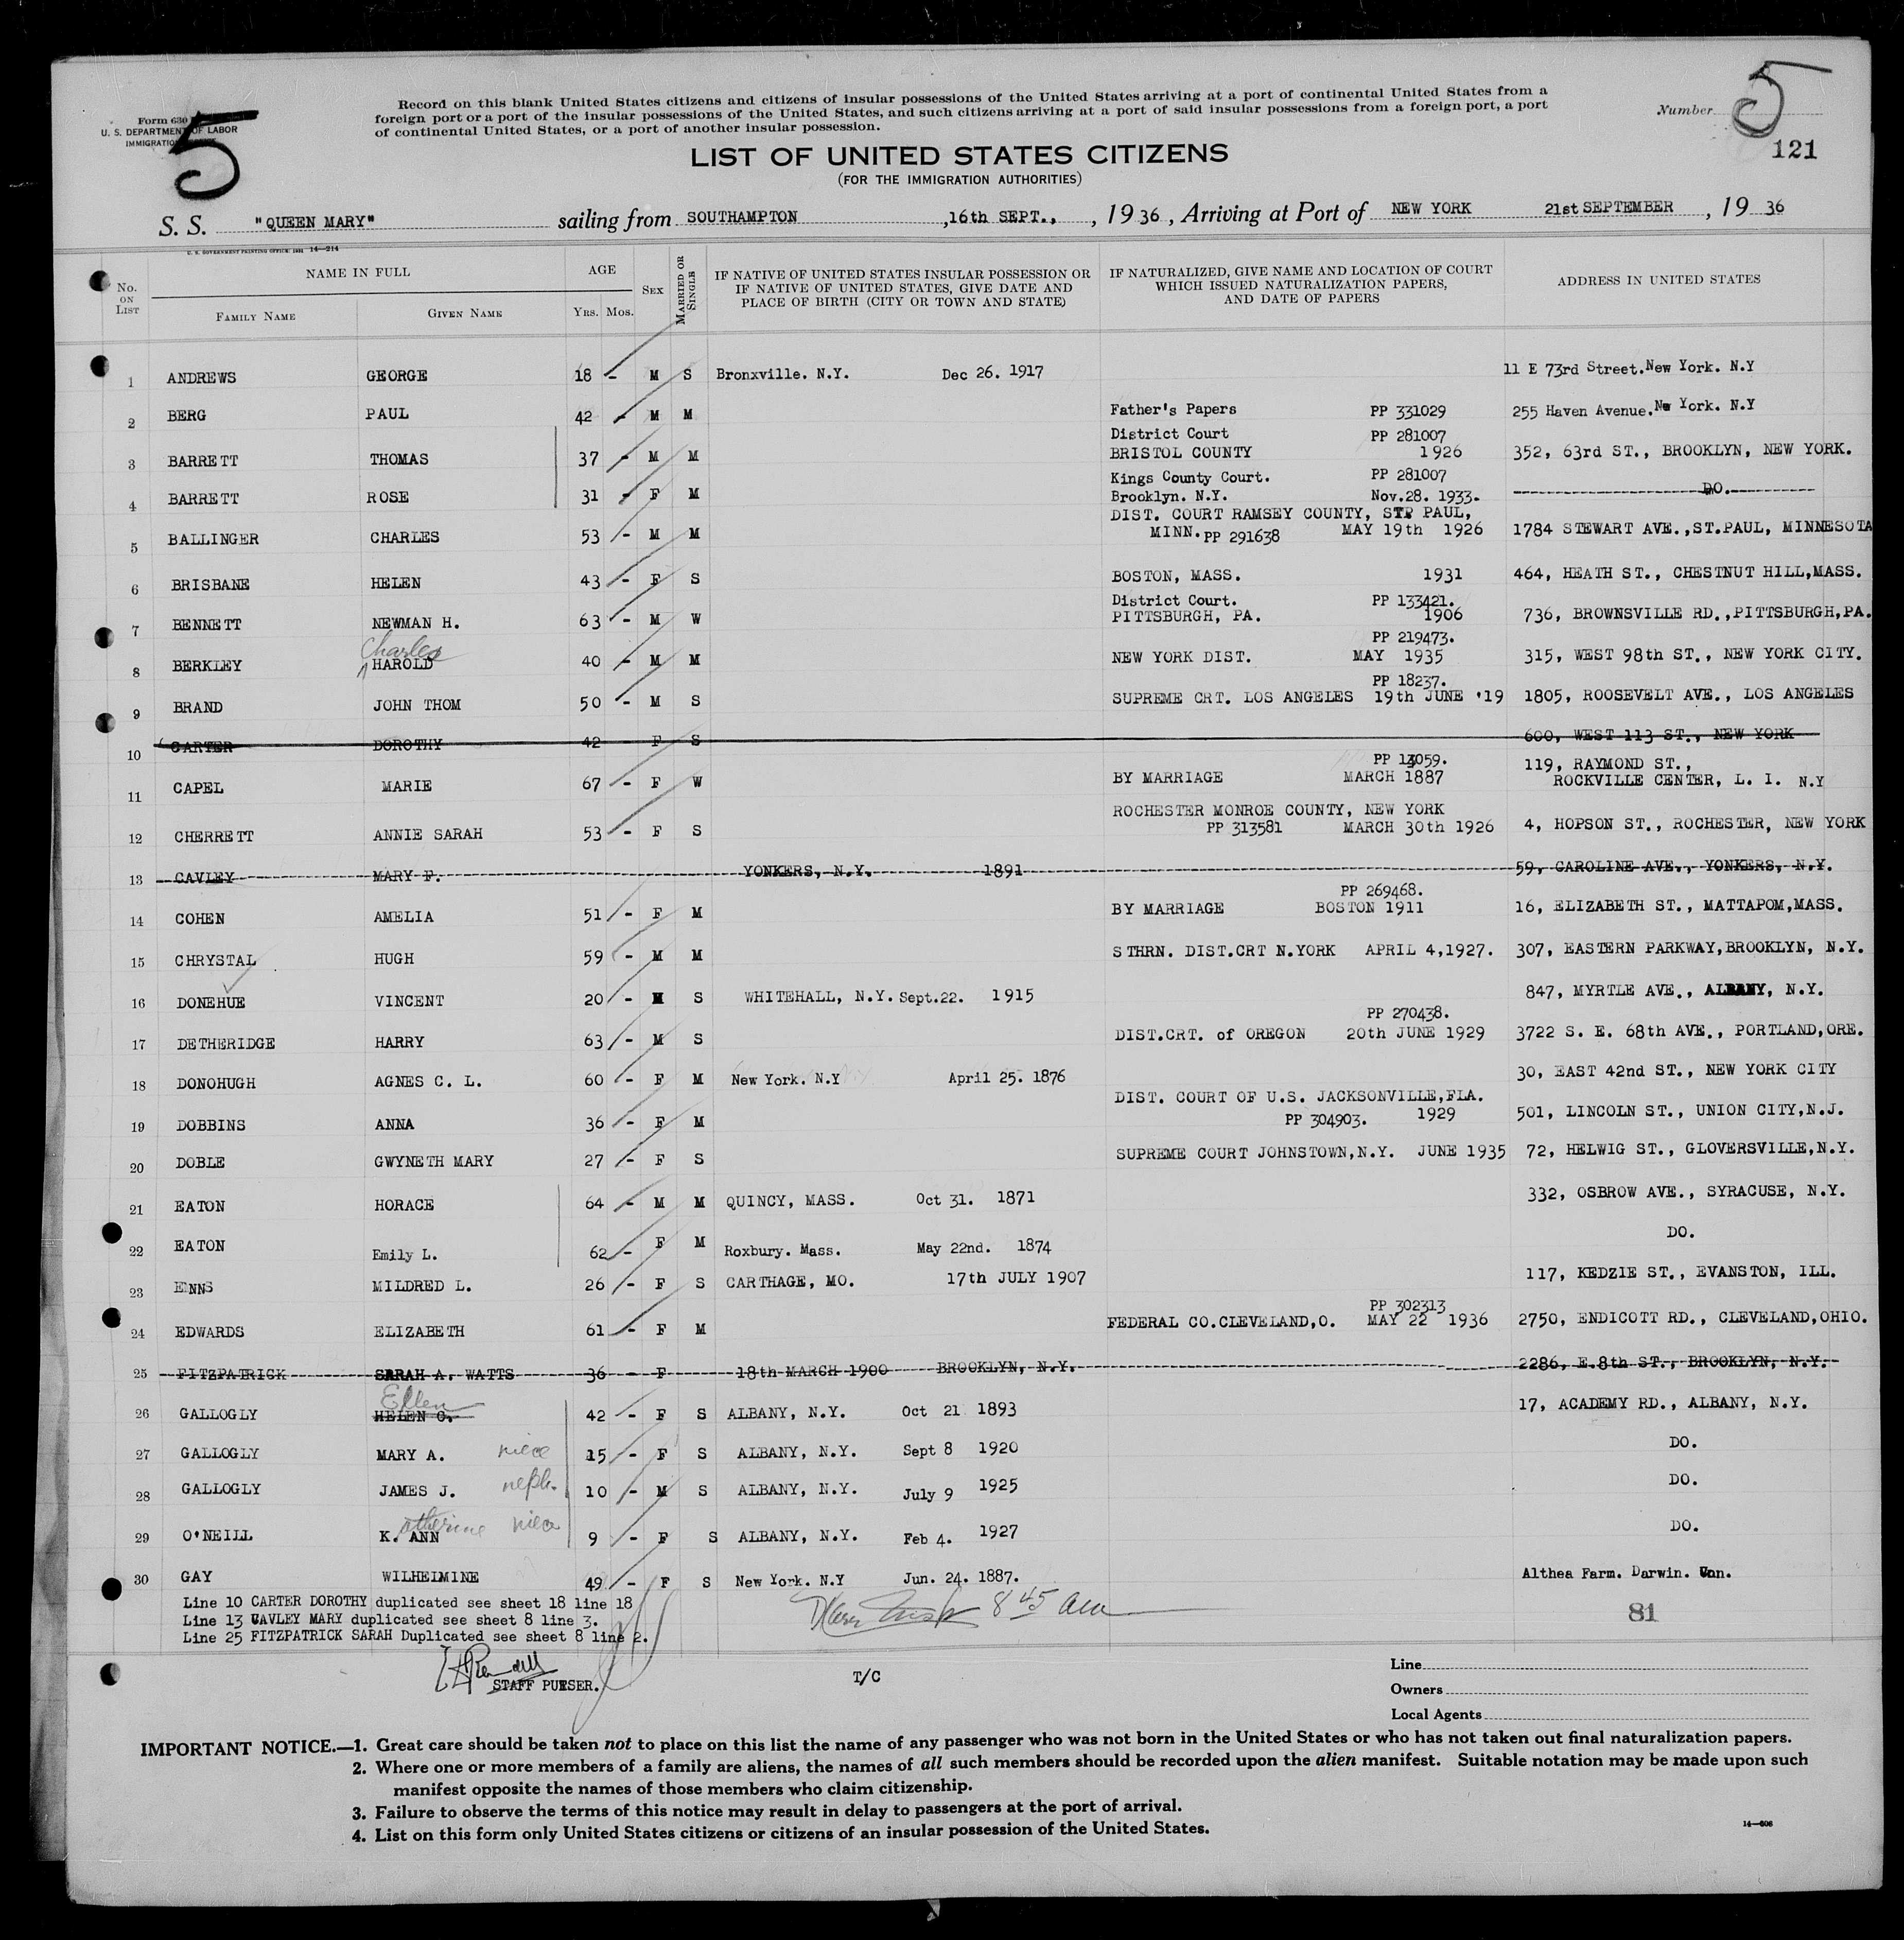 5
5
Form 630
U. S. DEPARTMENT OF LABOR
IMMIGRATION
Record on this blank United States citizens and citizens of insular possessions of the United States arriving at a port of continental United States from a
foreign port or a port of the insular possessions of the United States, and such citizens arriving at a port of said insular possessions from a foreign port, a port
of continental United States, or a port of another insular possession.
Number
121
LIST OF UNITED STATES CITIZENS
(FOR THE IMMIGRATION AUTHORITIES)
S. S. "QUEEN MARY" sailing from SOUTHAMPTON ,16th SEPT., , 1936, Arriving at Port of NEW YORK 21st SEPTEMBER , 19 36
U. S. GOVERNMENT PRINTING OFFICE 14—214
No. ON LIST
NAME IN FULL
FAMILY NAME
GIVEN NAME
AGE
YRS. MOS.
SEX
MARRIED OR SINGLE
IF NATIVE OF UNITED STATES INSULAR POSSESSION OR
IF NATIVE OF UNITED STATES, GIVE DATE AND
PLACE OF BIRTH (CITY OR TOWN AND STATE)
IF NATURALIZED, GIVE NAME AND LOCATION OF COURT
WHICH ISSUED NATURALIZATION PAPERS,
AND DATE OF PAPERS
ADDRESS IN UNITED STATES
1 ANDREWS GEORGE 18 - M S Bronxville. N.Y. Dec 26. 1917 11 E 73rd Street.New York. N.Y
2 BERG PAUL 42 - M M Father's Papers PP 331029 255 Haven Avenue.Ne York. N.Y
District Court PP 281007
3 BARRETT THOMAS 37 - M M BRISTOL COUNTY 1926 352, 63rd ST., BROOKLYN, NEW YORK.
Kings County Court. PP 281007
4 BARRETT ROSE 31 - F M Brooklyn. N.Y. Nov.28. 1933. DO.
DIST. COURT RAMSEY COUNTY, ST. PAUL,
5 BALLINGER CHARLES 53 - M M MINN. PP 291638 MAY 19th 1926 1784 STEWART AVE.,ST.PAUL, MINNESOTA
6 BRISBANE HELEN 43 - F S BOSTON, MASS. 1931 464, HEATH ST., CHESTNUT HILL,MASS.
District Court. PP 133421.
7 BENNETT NEWMAN H. 63 - M W PITTSBURGH, PA. 1906 736, BROWNSVILLE RD.,PITTSBURGH,PA.
Charles PP 219473.
8 BERKLEY HAROLD 40 - M M NEW YORK DIST. MAY 1935 315, WEST 98th ST., NEW YORK CITY.
PP 18237.
9 BRAND JOHN THOM 50 - M S SUPREME CRT. LOS ANGELES 19th JUNE '19 1805, ROOSEVELT AVE., LOS ANGELES
10 CARTER DOROTHY 42 F S 600, WEST 113 ST., NEW YORK
PP 13059. 119, RAYMOND ST.,
11 CAPEL MARIE 67 - F W BY MARRIAGE MARCH 1887 ROCKVILLE CENTER, L. I. N.Y
ROCHESTER MONROE COUNTY, NEW YORK
12 CHERRETT ANNIE SARAH 53 - F S PP 313581 MARCH 30th 1926 4, HOPSON ST., ROCHESTER, NEW YORK
13 CAVLEY MARY F. YONKERS, N.Y. 1891 59, CAROLINE AVE., YONKERS, N.Y.
PP 269468.
14 COHEN AMELIA 51 - F M BY MARRIAGE BOSTON 1911 16, ELIZABETH ST., MATTAPOM,MASS.
15 CHRYSTAL HUGH 59 - M M STHRN. DIST.CRT N.YORK APRIL 4,1927. 307, EASTERN PARKWAY,BROOKLYN, N.Y.
16 DONEHUE VINCENT 20 - M S WHITEHALL, N.Y. Sept.22. 1915 847, MYRTLE AVE., ALBANY, N.Y.
PP 270438.
17 DETHERIDGE HARRY 63 - M S DIST.CRT. of OREGON 20th JUNE 1929 3722 S. E. 68th AVE., PORTLAND,ORE.
18 DONOHUGH AGNES C. L. 60 - F M New York. N.Y April 25. 1876 30, EAST 42nd ST., NEW YORK CITY
DIST. COURT OF U.S. JACKSONVILLE,FLA.
19 DOBBINS ANNA 36 - F M PP 304903. 1929 501, LINCOLN ST., UNION CITY,N.J.
20 DOBLE GWYNETH MARY 27 - F S SUPREME COURT JOHNSTOWN,N.Y. JUNE 1935 72, HELWIG ST., GLOVERSVILLE,N.Y.
21 EATON HORACE 64 - M M QUINCY, MASS. Oct 31. 1871 332, OSBROW AVE., SYRACUSE, N.Y.
22 EATON Emily L. 62 - F M Roxbury. Mass. May 22nd. 1874 DO.
23 ENNS MILDRED L. 26 - F S CARTHAGE, MO. 17th JULY 1907 117, KEDZIE ST., EVANSTON, ILL.
PP 302313
24 EDWARDS ELIZABETH 61 - F M FEDERAL CO.CLEVELAND,O. MAY 22 1936 2750, ENDICOTT RD., CLEVELAND,OHIO.
25 FITZPATRICK SARAH A. WATTS 36 - F 18th MARCH 1900 BROOKLYN, N.Y. 2286, E.8th ST., BROOKLYN, N.Y.
Ellen
26 GALLOGLY HELEN C. 42 - F S ALBANY, N.Y. Oct 21 1893 17, ACADEMY RD., ALBANY, N.Y.
27 GALLOGLY MARY A. niece 15 - F S ALBANY, N.Y. Sept 8 1920 DO.
28 GALLOGLY JAMES J. neph. 10 - M S ALBANY, N.Y. July 9 1925 DO.
29 O'NEILL K. atherine ANN niece 9 - F S ALBANY, N.Y. Feb 4. 1927 DO.
30 GAY WILHELMINE 49 - F S New York. N.Y Jun. 24. 1887. Althea Farm. Darwin. Con.
Line 10 CARTER DOROTHY duplicated see sheet 18 line 18
Line 13 CAVLEY MARY duplicated see sheet 8 line 3.
Line 25 FITZPATRICK SARAH Duplicated see sheet 8 line 2.
8 45 am
81
STAFF PURSER.
T/C
Line
Owners
Local Agents
IMPORTANT NOTICE.—1. Great care should be taken not to place on this list the name of any passenger who was not born in the United States or who has not taken out final naturalization papers.
2. Where one or more members of a family are aliens, the names of all such members should be recorded upon the alien manifest. Suitable notation may be made upon such
manifest opposite the names of those members who claim citizenship.
3. Failure to observe the terms of this notice may result in delay to passengers at the port of arrival.
4. List on this form only United States citizens or citizens of an insular possession of the United States.
14—606